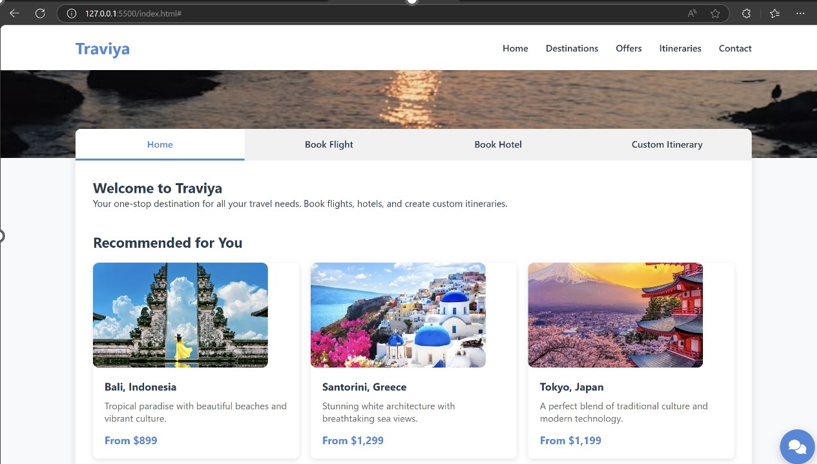 127.0.0.1:5500/index.html#
Traviya
Home Destinations Offers Itineraries Contact
Home Book Flight Book Hotel Custom Itinerary
Welcome to Traviya
Your one-stop destination for all your travel needs. Book flights, hotels, and create custom itineraries.
Recommended for You
Bali, Indonesia
Tropical paradise with beautiful beaches and
vibrant culture.
From $899
Santorini, Greece
Stunning white architecture with
breathtaking sea views.
From $1,299
Tokyo, Japan
A perfect blend of traditional culture and
modern technology.
From $1,199